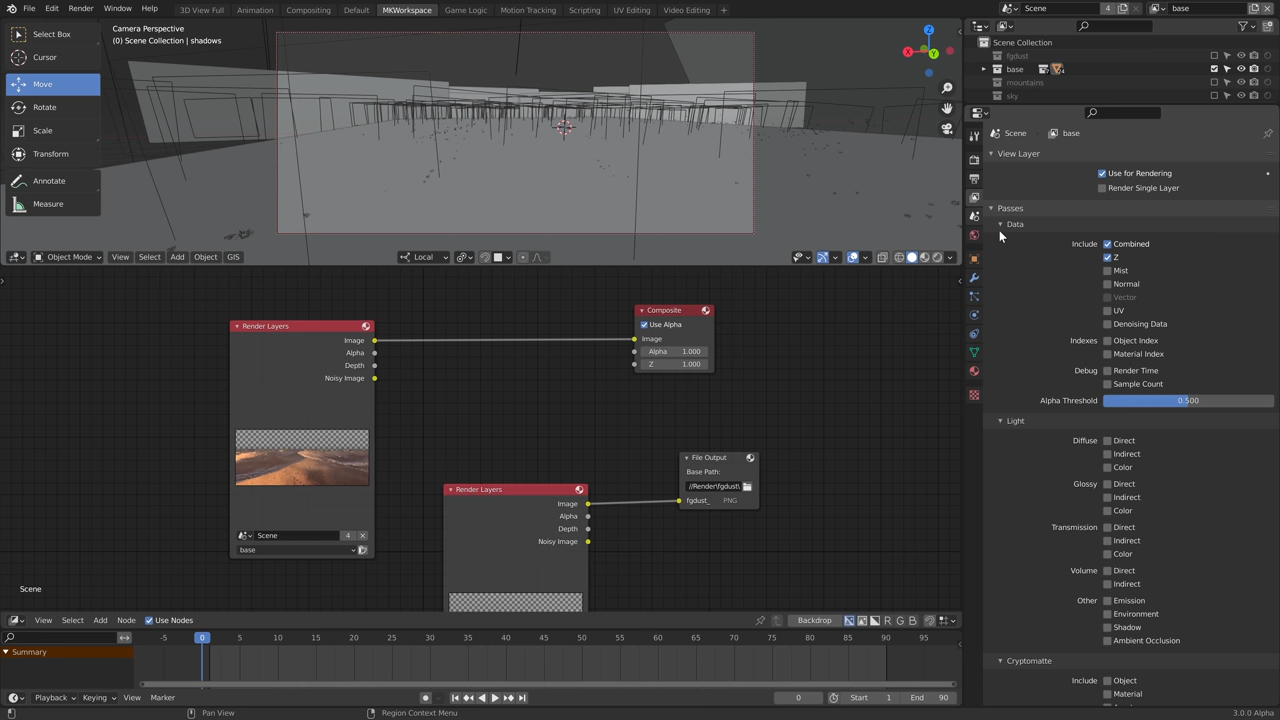 File Edit Render Window Help 3D View Full Animation Compositing Default MKWorkspace Game Logic Motion Tracking Scripting UV Editing Video Editing Scene 4 base
Select Box
Cursor
Move
Rotate
Scale
Transform
Annotate
Measure
Camera Perspective
(0) Scene Collection | shadows
Z
X
Y
Object Mode View Select Add Object GIS Local
Render Layers
Image
Alpha
Depth
Noisy Image
Scene 4
base
Composite
Use Alpha
Image
Alpha 1.000
Z 1.000
Render Layers
Image
Alpha
Depth
Noisy Image
File Output
Base Path:
//Render\fgdust\
fgdust_ PNG
Scene
View Select Add Node Use Nodes Backdrop R G B
-5 0 5 10 15 20 25 30 35 40 45 50 55 60 65 70 75 80 85 90 95
Summary
Playback Keying View Marker 0 Start 1 End 90
Pan View Region Context Menu 3.0.0 Alpha
Scene Collection
fgdust
base
mountains
sky
Scene base
View Layer
Use for Rendering
Render Single Layer
Passes
Data
Include Combined
Z
Mist
Normal
Vector
UV
Denoising Data
Indexes Object Index
Material Index
Debug Render Time
Sample Count
Alpha Threshold 0.500
Light
Diffuse Direct
Indirect
Color
Glossy Direct
Indirect
Color
Transmission Direct
Indirect
Color
Volume Direct
Indirect
Other Emission
Environment
Shadow
Ambient Occlusion
Cryptomatte
Include Object
Material